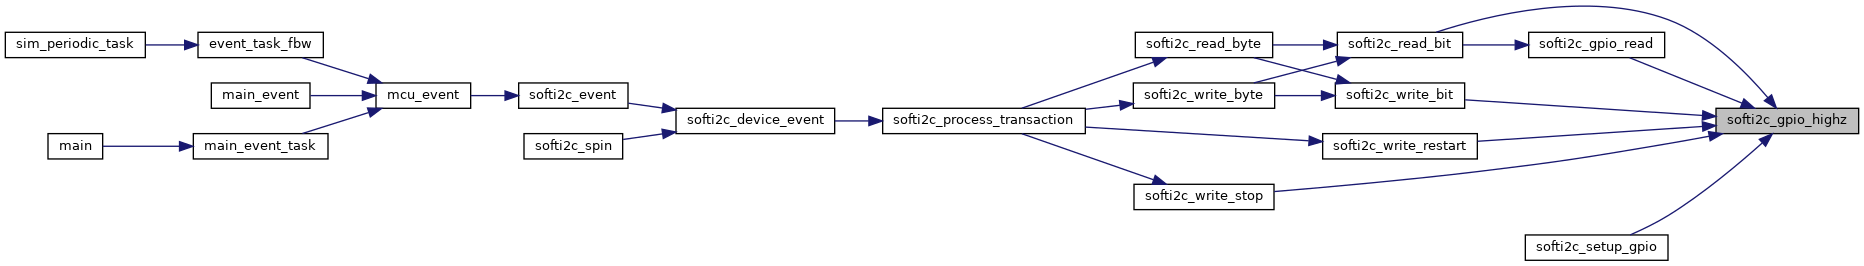 sim_periodic_task
event_task_fbw
main_event
main
main_event_task
mcu_event
softi2c_event
softi2c_spin
softi2c_device_event
softi2c_process_transaction
softi2c_read_byte
softi2c_write_byte
softi2c_write_stop
softi2c_read_bit
softi2c_write_bit
softi2c_write_restart
softi2c_gpio_read
softi2c_setup_gpio
softi2c_gpio_highz